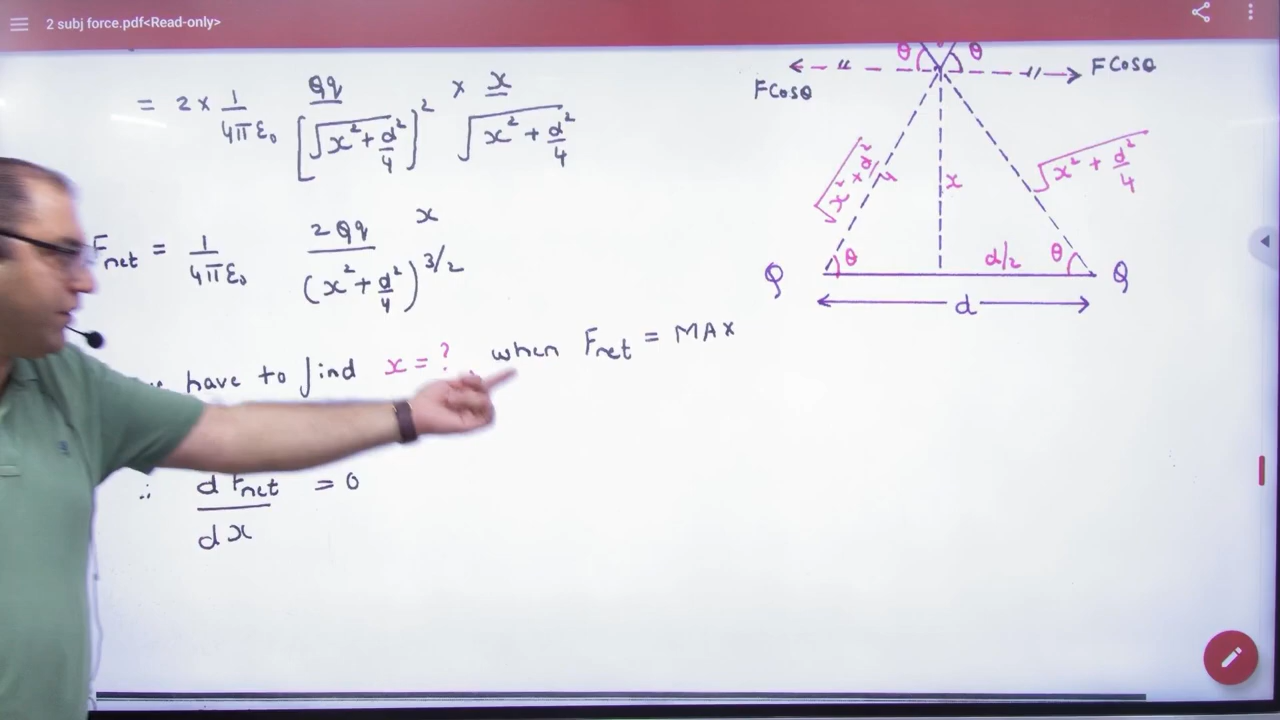 2 subj force.pdf<Read-only>
= 2 × 1/4πε₀ Qq/[√(x² + d²/4)]² × x/√(x² + d²/4)
Fnet = 1/4πε₀ 2Qq x/(x² + d²/4)^3/2
have to find x = ? , when Fnet = MAX
∴ d Fnet/dx = 0
θ θ
FCosθ FCosθ
√(x² + d²/4) x √(x² + d²/4)
Q θ d/2 θ Q
d